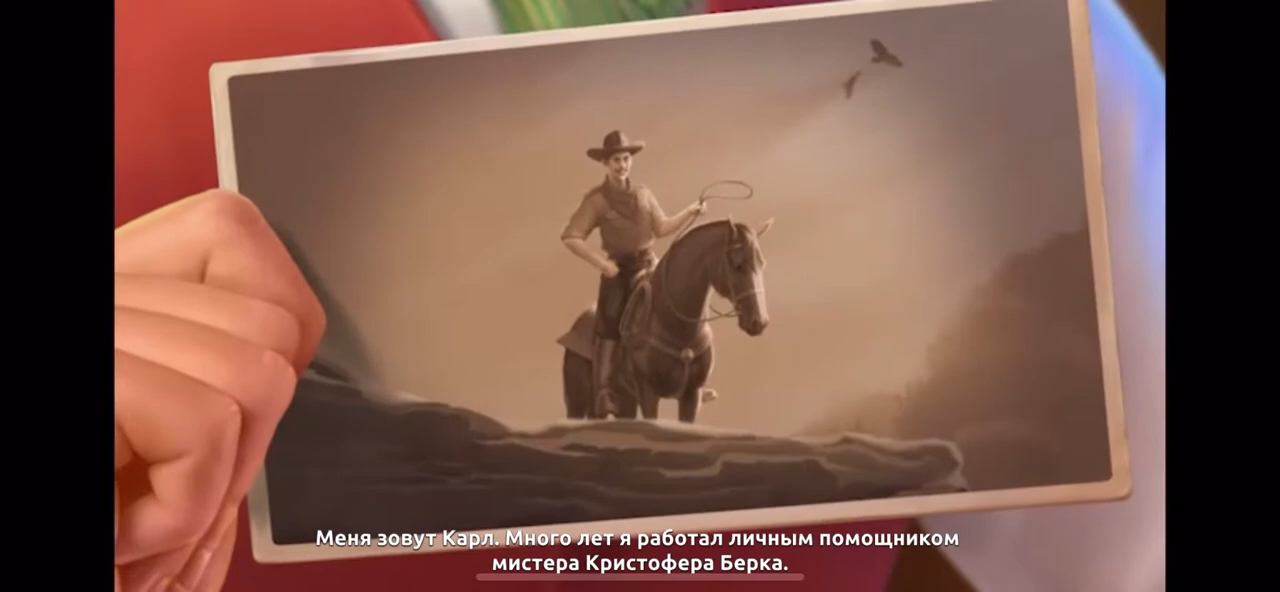 Меня зовут Карл. Много лет я работал личным помощником
мистера Кристофера Берка.